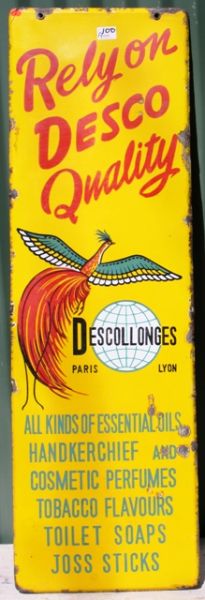 100
Rely on
DESCO
Quality
DESCOLLONGES
PARIS LYON
ALL KINDS OF ESSENTIAL OILS
HANDKERCHIEF AND
COSMETIC PERFUMES
TOBACCO FLAVOURS
TOILET SOAPS
JOSS STICKS